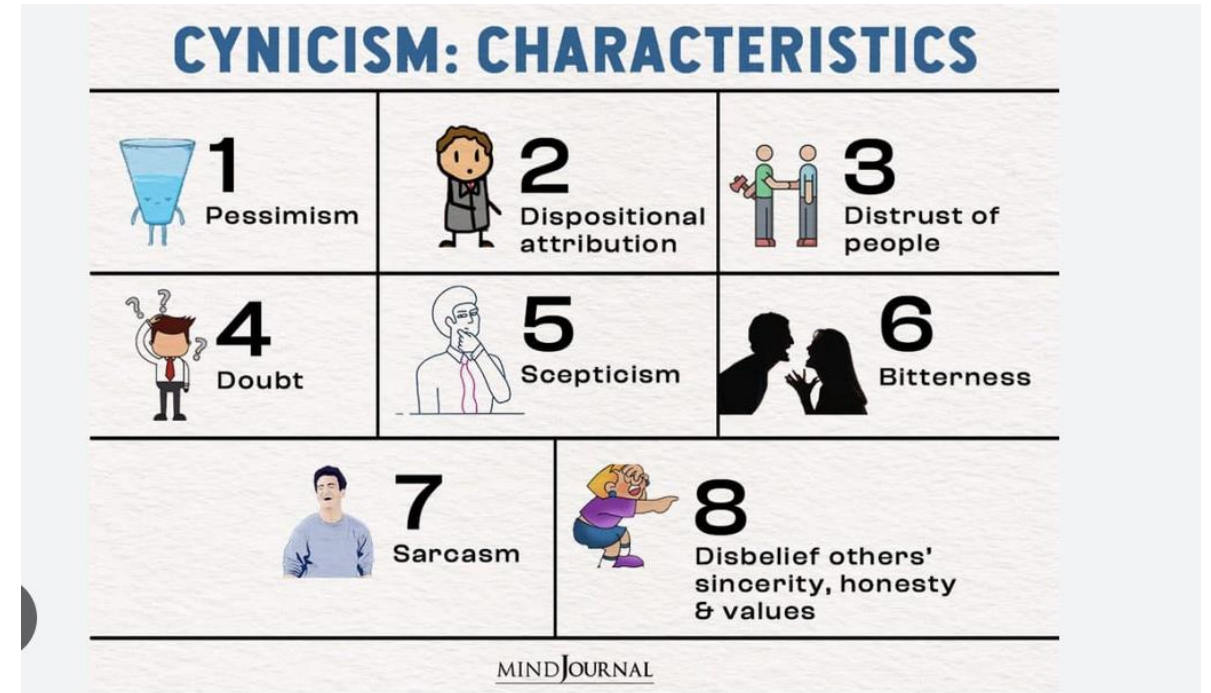 CYNICISM: CHARACTERISTICS
1
Pessimism
2
Dispositional
attribution
3
Distrust of
people
? ? ?
4
Doubt
5
Scepticism
6
Bitterness
7
Sarcasm
8
Disbelief others'
sincerity, honesty
& values
MINDJOURNAL